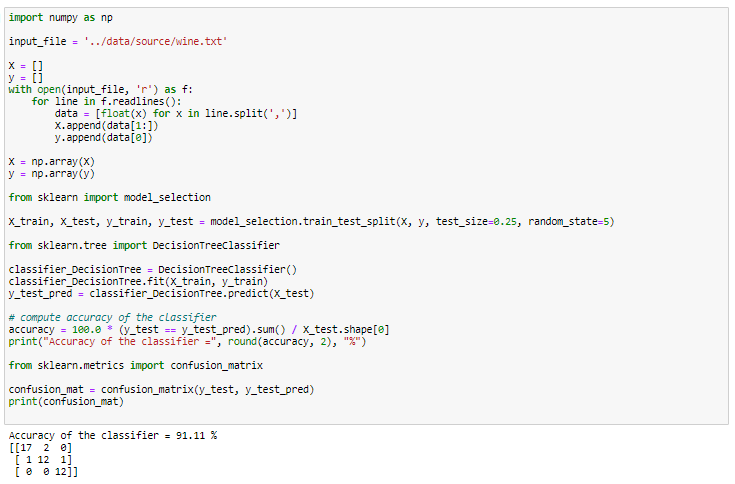 import numpy as np
input_file = '../data/source/wine.txt'
X = []
y = []
with open(input_file, 'r') as f:
    for line in f.readlines():
        data = [float(x) for x in line.split(',')]
        X.append(data[1:])
        y.append(data[0])
X = np.array(X)
y = np.array(y)
from sklearn import model_selection
X_train, X_test, y_train, y_test = model_selection.train_test_split(X, y, test_size=0.25, random_state=5)
from sklearn.tree import DecisionTreeClassifier
classifier_DecisionTree = DecisionTreeClassifier()
classifier_DecisionTree.fit(X_train, y_train)
y_test_pred = classifier_DecisionTree.predict(X_test)
# compute accuracy of the classifier
accuracy = 100.0 * (y_test == y_test_pred).sum() / X_test.shape[0]
print("Accuracy of the classifier =", round(accuracy, 2), "%")
from sklearn.metrics import confusion_matrix
confusion_mat = confusion_matrix(y_test, y_test_pred)
print(confusion_mat)
Accuracy of the classifier = 91.11 %
[[17  2  0]
 [ 1 12  1]
 [ 0  0 12]]